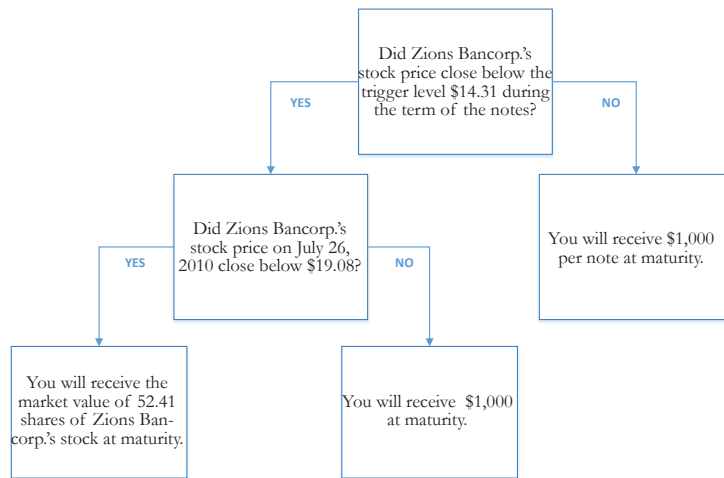 Did Zions Bancorp.'s
stock price close below the
trigger level $14.31 during
the term of the notes?
YES
NO
Did Zions Bancorp.'s
stock price on July 26,
2010 close below $19.08?
You will receive $1,000
per note at maturity.
YES
NO
You will receive the
market value of 52.41
shares of Zions Ban-
corp.'s stock at maturity.
You will receive $1,000
at maturity.